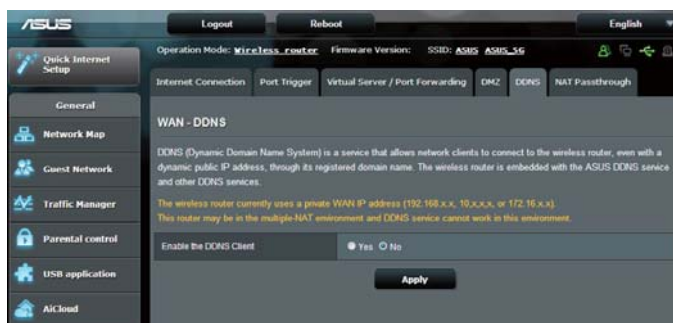 ASUS
Logout
Reboot
English
Quick Internet Setup
Operation Mode: Wireless router Firmware Version: SSID: ASUS ASUS_5G
Internet Connection
Port Trigger
Virtual Server / Port Forwarding
DMZ
DDNS
NAT Passthrough
General
Network Map
Guest Network
Traffic Manager
Parental control
USB application
AiCloud
WAN - DDNS
DDNS (Dynamic Domain Name System) is a service that allows network clients to connect to the wireless router, even with a
dynamic public IP address, through its registered domain name. The wireless router is embedded with the ASUS DDNS service
and other DDNS services.
The wireless router currently uses a private WAN IP address (192.168.x.x, 10,x,x,x, or 172.16.x.x).
This router may be in the multiple-NAT environment and DDNS service cannot work in this environment.
Enable the DDNS Client
Yes No
Apply